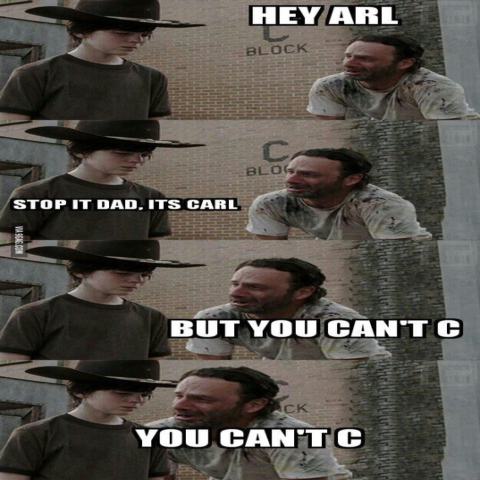 HEY ARL
C
BLOCK
C
BLOC
STOP IT DAD, ITS CARL
VIA 9GAG.COM
BUT YOU CAN'T C
CK
YOU CAN'T C